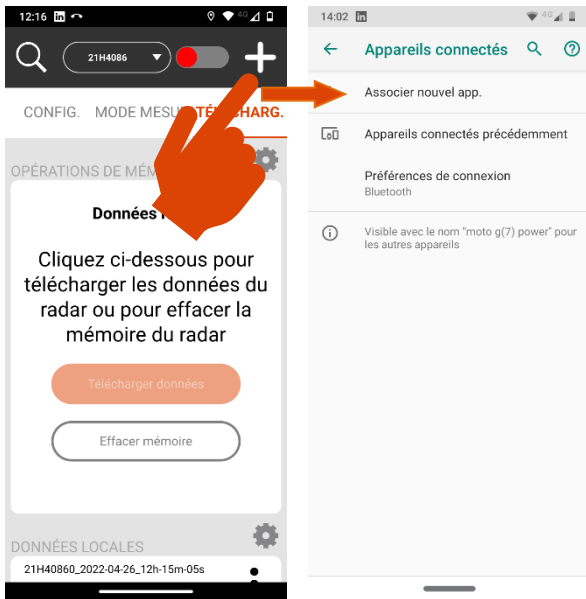 12:16
4G
21H4086
CONFIG. MODE MESU TÉLÉCHARG.
OPÉRATIONS DE MÉM
Données
Cliquez ci-dessous pour
télécharger les données du
radar ou pour effacer la
mémoire du radar
Télécharger données
Effacer mémoire
DONNÉES LOCALES
21H40860_2022-04-26_12h-15m-05s
14:02
4G
Appareils connectés
Associer nouvel app.
Appareils connectés précédemment
Préférences de connexion
Bluetooth
Visible avec le nom "moto g(7) power" pour
les autres appareils